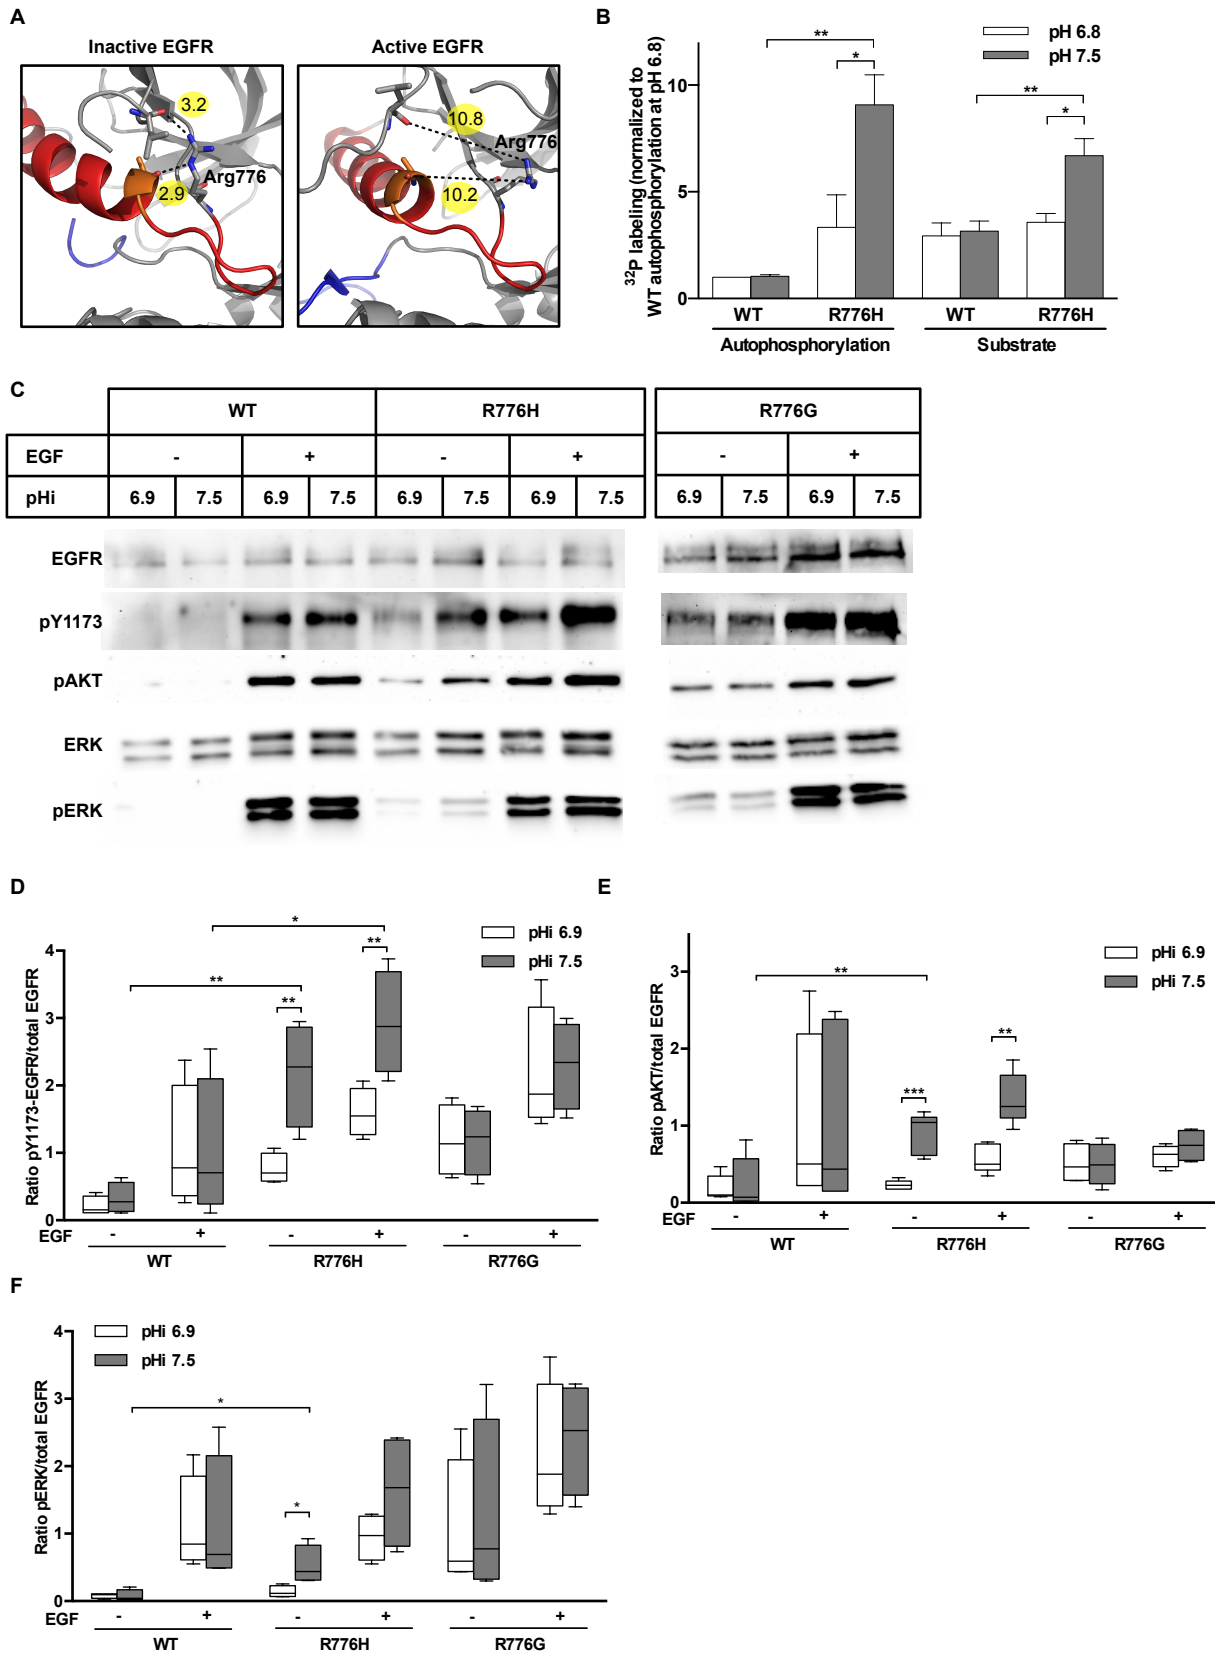 A
Inactive EGFR
Active EGFR
3.2
Arg776
2.9
10.8
Arg776
10.2
B
pH 6.8
pH 7.5
**
*
**
*
32P labeling (normalized to
WT autophosphorylation at pH 6.8)
10
5
0
WT
R776H
WT
R776H
Autophosphorylation
Substrate
C
WT
R776H
R776G
EGF
-
+
-
+
-
+
pHi
6.9
7.5
6.9
7.5
6.9
7.5
6.9
7.5
6.9
7.5
6.9
7.5
EGFR
pY1173
pAKT
ERK
pERK
D
pHi 6.9
pHi 7.5
*
**
**
**
Ratio pY1173-EGFR/total EGFR
4
3
2
1
0
EGF
-
+
-
+
-
+
WT
R776H
R776G
E
pHi 6.9
pHi 7.5
**
**
***
Ratio pAKT/total EGFR
3
2
1
0
EGF
-
+
-
+
-
+
WT
R776H
R776G
F
pHi 6.9
pHi 7.5
*
*
Ratio pERK/total EGFR
4
3
2
1
0
EGF
-
+
-
+
-
+
WT
R776H
R776G